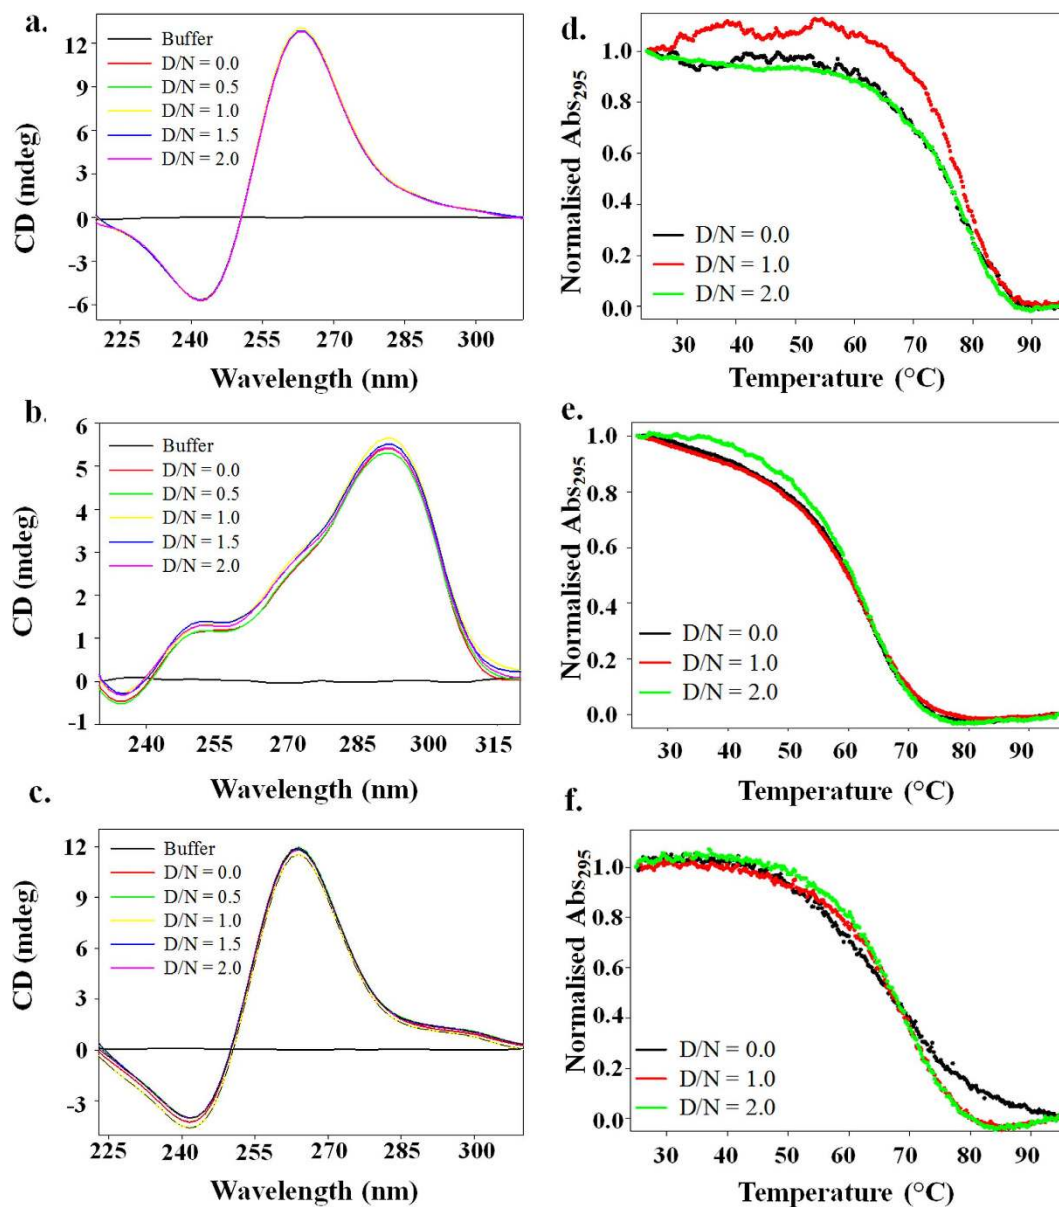 a.
CD (mdeg)
12
9
6
3
0
-3
-6
Buffer
D/N = 0.0
D/N = 0.5
D/N = 1.0
D/N = 1.5
D/N = 2.0
225 240 255 270 285 300
Wavelength (nm)
d.
Normalised Abs295
1.0
0.8
0.6
0.4
0.2
0.0
D/N = 0.0
D/N = 1.0
D/N = 2.0
30 40 50 60 70 80 90
Temperature (°C)
b.
CD (mdeg)
6
5
4
3
2
1
0
-1
Buffer
D/N = 0.0
D/N = 0.5
D/N = 1.0
D/N = 1.5
D/N = 2.0
240 255 270 285 300 315
Wavelength (nm)
e.
Normalised Abs295
1.0
0.8
0.6
0.4
0.2
0.0
D/N = 0.0
D/N = 1.0
D/N = 2.0
30 40 50 60 70 80 90
Temperature (°C)
c.
CD (mdeg)
12
9
6
3
0
-3
Buffer
D/N = 0.0
D/N = 0.5
D/N = 1.0
D/N = 1.5
D/N = 2.0
225 240 255 270 285 300
Wavelength (nm)
f.
Normalised Abs295
1.0
0.8
0.6
0.4
0.2
0.0
D/N = 0.0
D/N = 1.0
D/N = 2.0
30 40 50 60 70 80 90
Temperature (°C)